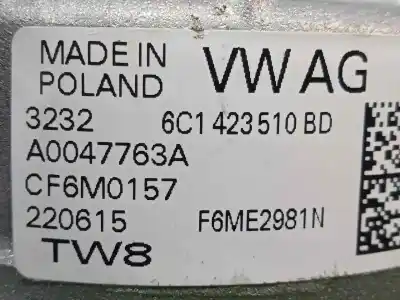 MADE IN VW AG
POLAND
3232 6C1 423 510 BD
A0047763A
CF6M0157
220615 F6ME2981N
TW8